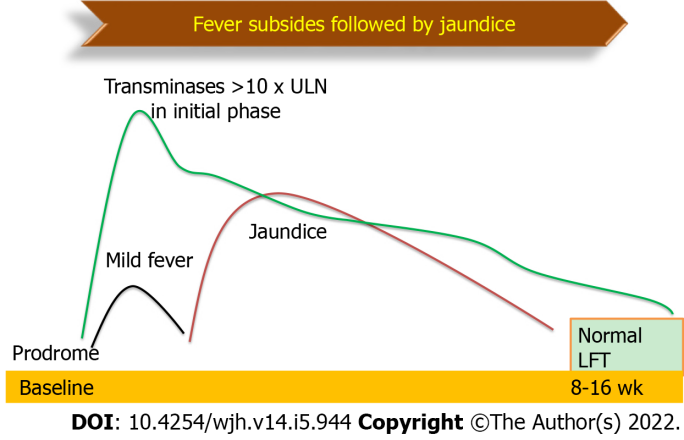 Fever subsides followed by jaundice
Transminases >10 x ULN
in initial phase
Jaundice
Mild fever
Prodrome
Normal
LFT
Baseline
8-16 wk
DOI: 10.4254/wjh.v14.i5.944 Copyright ©The Author(s) 2022.